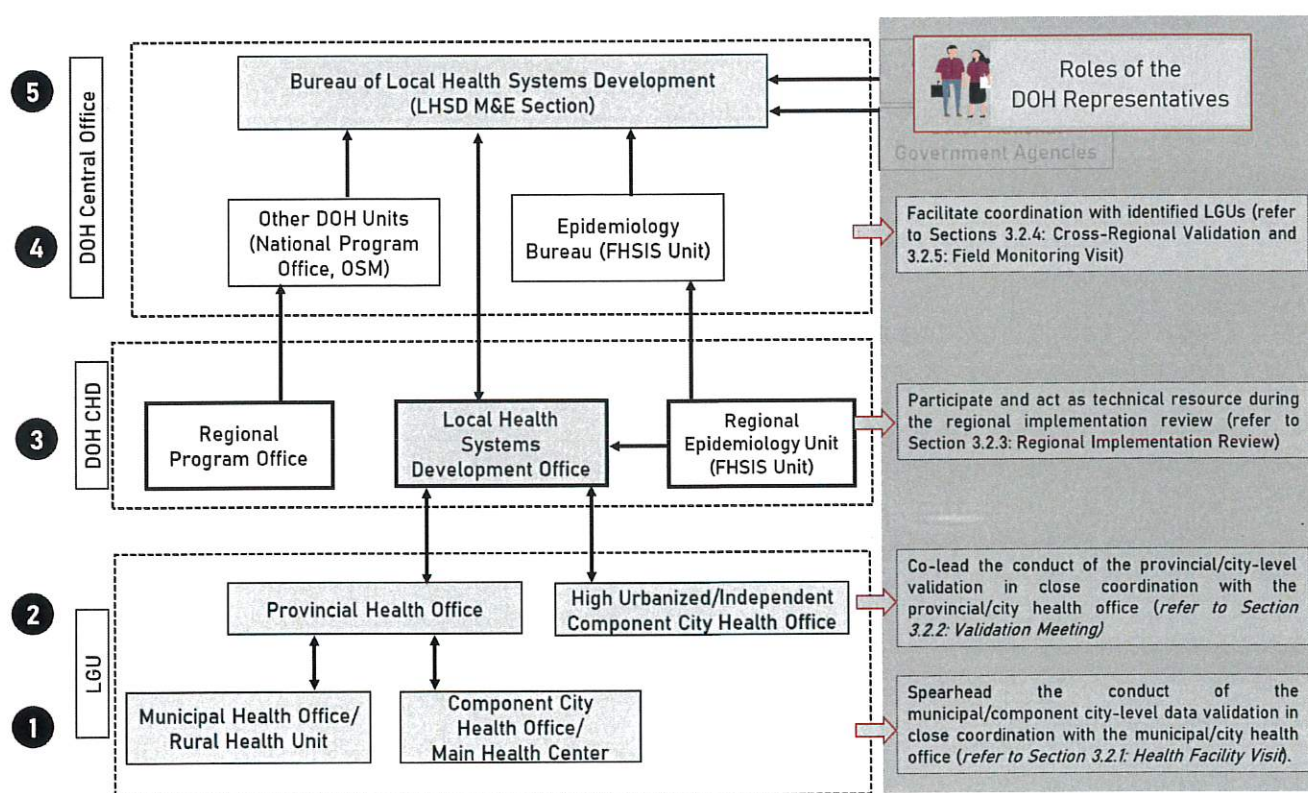 5
DOH Central Office
Bureau of Local Health Systems Development
(LHSD M&E Section)
Roles of the
DOH Representatives
Government Agencies
4
Other DOH Units
(National Program
Office, OSM)
Epidemiology
Bureau (FHSIS Unit)
Facilitate coordination with identified LGUs (refer
to Sections 3.2.4: Cross-Regional Validation and
3.2.5: Field Monitoring Visit)
3
DOH CHD
Regional
Program Office
Local Health
Systems
Development Office
Regional
Epidemiology Unit
(FHSIS Unit)
Participate and act as technical resource during
the regional implementation review (refer to
Section 3.2.3: Regional Implementation Review)
2
LGU
Provincial Health Office
High Urbanized/Independent
Component City Health Office
Co-lead the conduct of the provincial/city-level
validation in close coordination with the
provincial/city health office (refer to Section
3.2.2: Validation Meeting)
1
Municipal Health Office/
Rural Health Unit
Component City
Health Office/
Main Health Center
Spearhead the conduct of the
municipal/component city-level data validation in
close coordination with the municipal/city health
office (refer to Section 3.2.1: Health Facility Visit).